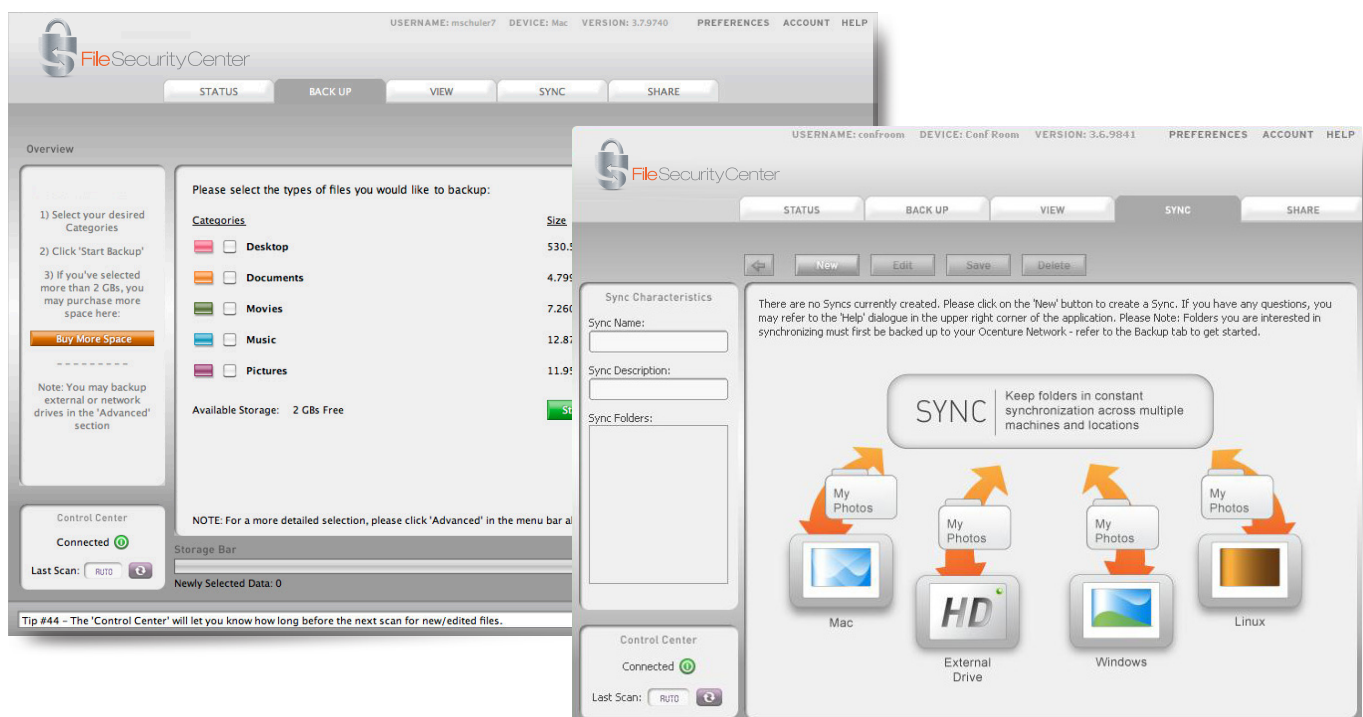 USERNAME: mschuler7 DEVICE: Mac VERSION: 3.7.9740 PREFERENCES ACCOUNT HELP
FileSecurityCenter
STATUS BACK UP VIEW SYNC SHARE
Overview
1) Select your desired
Categories
2) Click 'Start Backup'
3) If you've selected
more than 2 GBs, you
may purchase more
space here:
Buy More Space
---------
Note: You may backup
external or network
drives in the 'Advanced'
section
Please select the types of files you would like to backup:
Categories Size
Desktop 530.5
Documents 4.799
Movies 7.260
Music 12.87
Pictures 11.95
Available Storage: 2 GBs Free
NOTE: For a more detailed selection, please click 'Advanced' in the menu bar
Control Center
Connected
Last Scan: AUTO
Storage Bar
Newly Selected Data: 0
Tip #44 - The 'Control Center' will let you know how long before the next scan for new/edited files.
USERNAME: confroom DEVICE: Conf Room VERSION: 3.6.9841 PREFERENCES ACCOUNT HELP
FileSecurityCenter
STATUS BACK UP VIEW SYNC SHARE
New Edit Save Delete
Sync Characteristics
Sync Name:
Sync Description:
Sync Folders:
There are no Syncs currently created. Please click on the 'New' button to create a Sync. If you have any questions, you
may refer to the 'Help' dialogue in the upper right corner of the application. Please Note: Folders you are interested in
synchronizing must first be backed up to your Ocenture Network - refer to the Backup tab to get started.
SYNC
Keep folders in constant
synchronization across multiple
machines and locations
My
Photos
My
Photos
My
Photos
My
Photos
HD
Mac
External
Drive
Windows
Linux
Control Center
Connected
Last Scan: AUTO